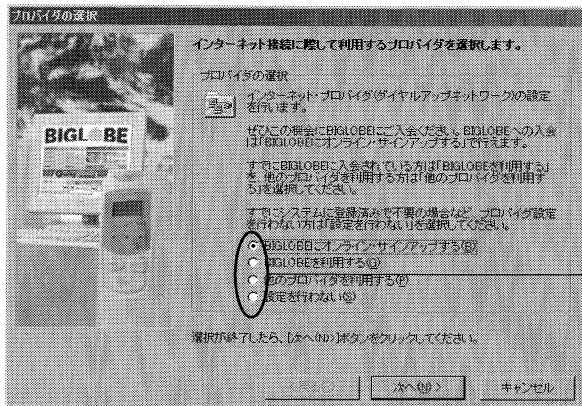 プロバイダの選択
インターネット接続に際して利用するプロバイダを選択します。
プロバイダの選択
インターネット・プロバイダ(ダイヤルアップネットワーク)の設定
を行います。
ぜひこの機会にBIGLOBEにご入会ください。BIGLOBEへの入会
は「BIGLOBEにオンライン・サインアップする」で行えます。
すでにBIGLOBEに入会されている方は「BIGLOBEを利用する」
を、他のプロバイダを利用する方は「他のプロバイダを利用す
る」を選択してください。
すでにシステムに登録済みで不要の場合など、プロバイダ設定
を行わない方は「設定を行わない」を選択してください。
BIGLOBE
BIGLOBEにオンライン・サインアップする(B)
BIGLOBEを利用する(G)
他のプロバイダを利用する(P)
設定を行わない(S)
選択が終了したら、[次へ(N)>]ボタンをクリックしてください。
次へ(N) >
キャンセル